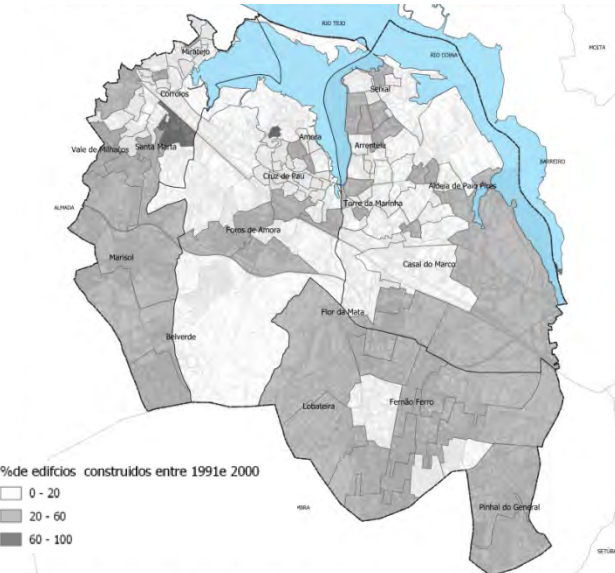 RIO TEJO
MOITA
RIO COINA
Miratejo
Corroios
Seixal
Amora
Arrentela
BARREIRO
Vale de Milhaços
Santa Marta
Cruz de Pau
Aldeia de Paio Pires
ALMADA
Torre da Marinha
Foros de Amora
Marisol
Casal do Marco
Flor da Mata
Belverde
Lobateira
Fernão Ferro
%de edifcios construidos entre 1991e 2000
0 - 20
20 - 60
60 - 100
Pinhal do General